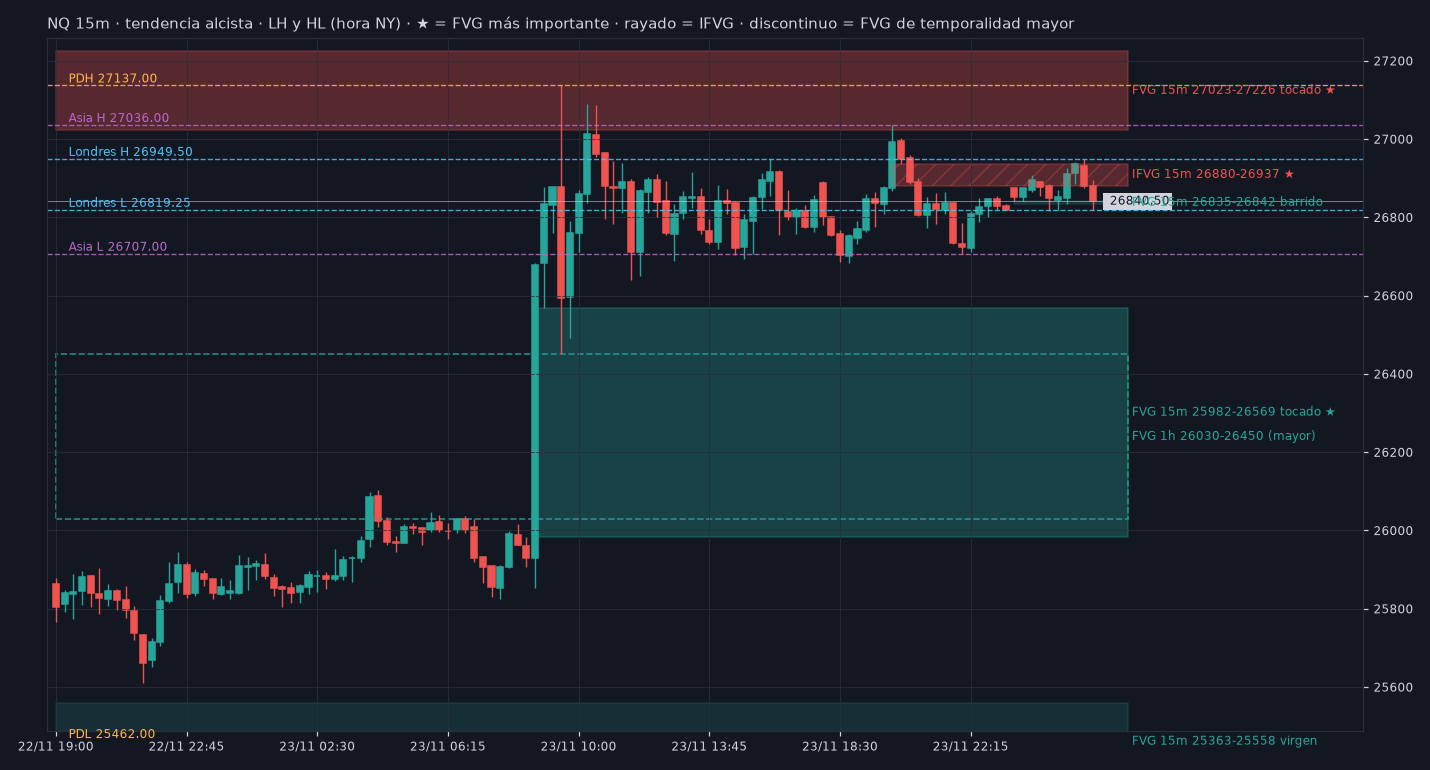 NQ 15m · tendencia alcista · LH y HL (hora NY) · ★ = FVG más importante · rayado = IFVG · discontinuo = FVG de temporalidad mayor
PDH 27137.00
FVG 15m 27023-27226 tocado ★
Asia H 27036.00
Londres H 26949.50
IFVG 15m 26880-26937 ★
Londres L 26819.25
26840.50
FVG 15m 26835-26842 barrido
Asia L 26707.00
FVG 15m 25982-26569 tocado ★
FVG 1h 26030-26450 (mayor)
PDL 25462.00
FVG 15m 25363-25558 virgen
27200
27000
26800
26600
26400
26200
26000
25800
25600
22/11 19:00
22/11 22:45
23/11 02:30
23/11 06:15
23/11 10:00
23/11 13:45
23/11 18:30
23/11 22:15